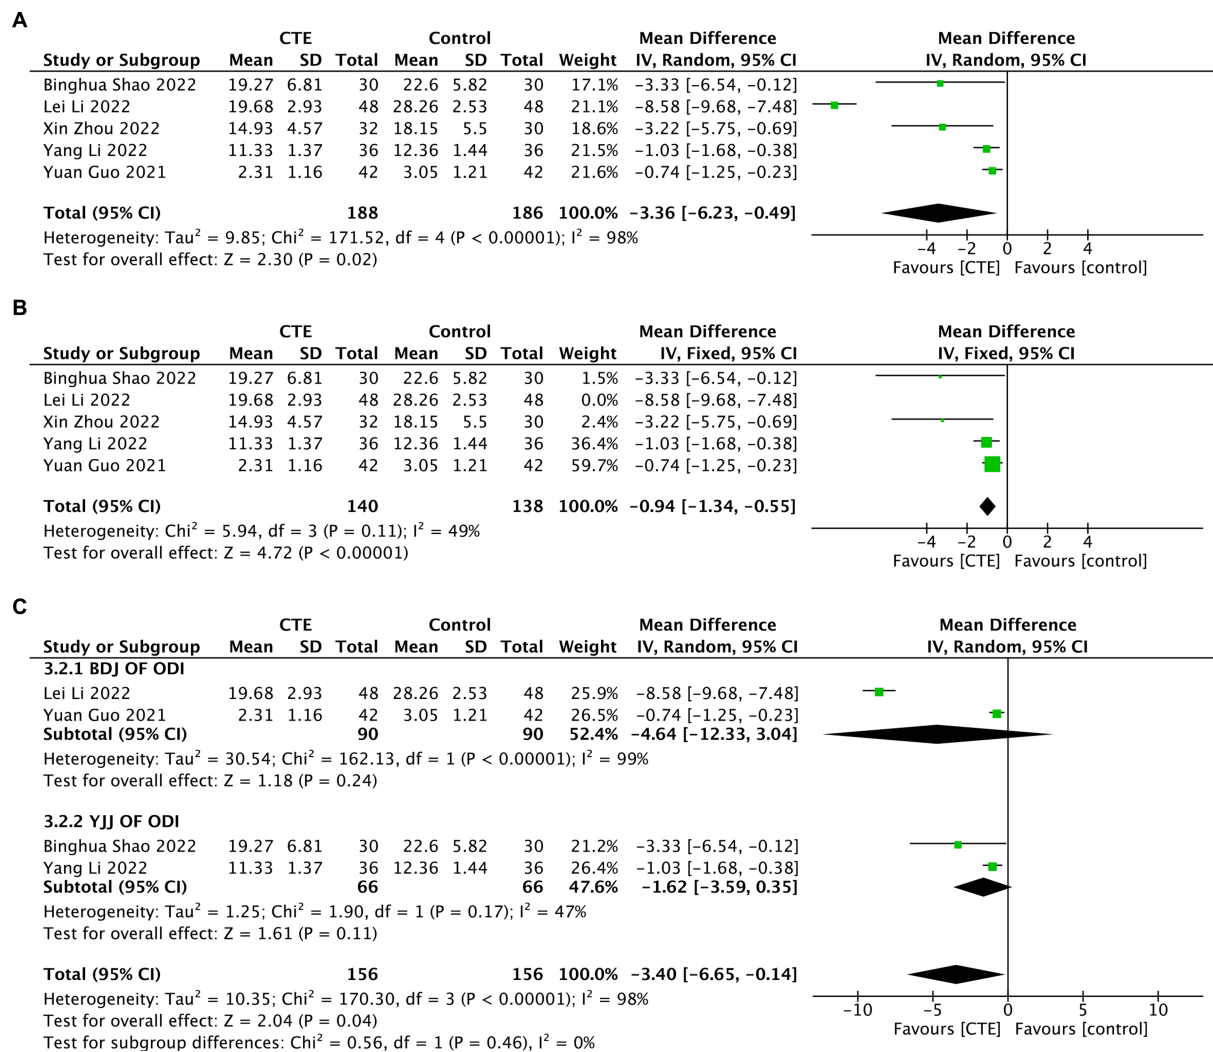 A
CTE Control Mean Difference Mean Difference
Study or Subgroup Mean SD Total Mean SD Total Weight IV, Random, 95% CI IV, Random, 95% CI
Binghua Shao 2022 19.27 6.81 30 22.6 5.82 30 17.1% −3.33 [−6.54, −0.12]
Lei Li 2022 19.68 2.93 48 28.26 2.53 48 21.1% −8.58 [−9.68, −7.48]
Xin Zhou 2022 14.93 4.57 32 18.15 5.5 30 18.6% −3.22 [−5.75, −0.69]
Yang Li 2022 11.33 1.37 36 12.36 1.44 36 21.5% −1.03 [−1.68, −0.38]
Yuan Guo 2021 2.31 1.16 42 3.05 1.21 42 21.6% −0.74 [−1.25, −0.23]
Total (95% CI) 188 186 100.0% −3.36 [−6.23, −0.49]
Heterogeneity: Tau² = 9.85; Chi² = 171.52, df = 4 (P < 0.00001); I² = 98%
Test for overall effect: Z = 2.30 (P = 0.02)
−4 −2 0 2 4
Favours [CTE] Favours [control]
B
CTE Control Mean Difference Mean Difference
Study or Subgroup Mean SD Total Mean SD Total Weight IV, Fixed, 95% CI IV, Fixed, 95% CI
Binghua Shao 2022 19.27 6.81 30 22.6 5.82 30 1.5% −3.33 [−6.54, −0.12]
Lei Li 2022 19.68 2.93 48 28.26 2.53 48 0.0% −8.58 [−9.68, −7.48]
Xin Zhou 2022 14.93 4.57 32 18.15 5.5 30 2.4% −3.22 [−5.75, −0.69]
Yang Li 2022 11.33 1.37 36 12.36 1.44 36 36.4% −1.03 [−1.68, −0.38]
Yuan Guo 2021 2.31 1.16 42 3.05 1.21 42 59.7% −0.74 [−1.25, −0.23]
Total (95% CI) 140 138 100.0% −0.94 [−1.34, −0.55]
Heterogeneity: Chi² = 5.94, df = 3 (P = 0.11); I² = 49%
Test for overall effect: Z = 4.72 (P < 0.00001)
−4 −2 0 2 4
Favours [CTE] Favours [control]
C
CTE Control Mean Difference Mean Difference
Study or Subgroup Mean SD Total Mean SD Total Weight IV, Random, 95% CI IV, Random, 95% CI
3.2.1 BDJ OF ODI
Lei Li 2022 19.68 2.93 48 28.26 2.53 48 25.9% −8.58 [−9.68, −7.48]
Yuan Guo 2021 2.31 1.16 42 3.05 1.21 42 26.5% −0.74 [−1.25, −0.23]
Subtotal (95% CI) 90 90 52.4% −4.64 [−12.33, 3.04]
Heterogeneity: Tau² = 30.54; Chi² = 162.13, df = 1 (P < 0.00001); I² = 99%
Test for overall effect: Z = 1.18 (P = 0.24)
3.2.2 YJJ OF ODI
Binghua Shao 2022 19.27 6.81 30 22.6 5.82 30 21.2% −3.33 [−6.54, −0.12]
Yang Li 2022 11.33 1.37 36 12.36 1.44 36 26.4% −1.03 [−1.68, −0.38]
Subtotal (95% CI) 66 66 47.6% −1.62 [−3.59, 0.35]
Heterogeneity: Tau² = 1.25; Chi² = 1.90, df = 1 (P = 0.17); I² = 47%
Test for overall effect: Z = 1.61 (P = 0.11)
Total (95% CI) 156 156 100.0% −3.40 [−6.65, −0.14]
Heterogeneity: Tau² = 10.35; Chi² = 170.30, df = 3 (P < 0.00001); I² = 98%
Test for overall effect: Z = 2.04 (P = 0.04)
Test for subgroup differences: Chi² = 0.56, df = 1 (P = 0.46), I² = 0%
−10 −5 0 5 10
Favours [CTE] Favours [control]